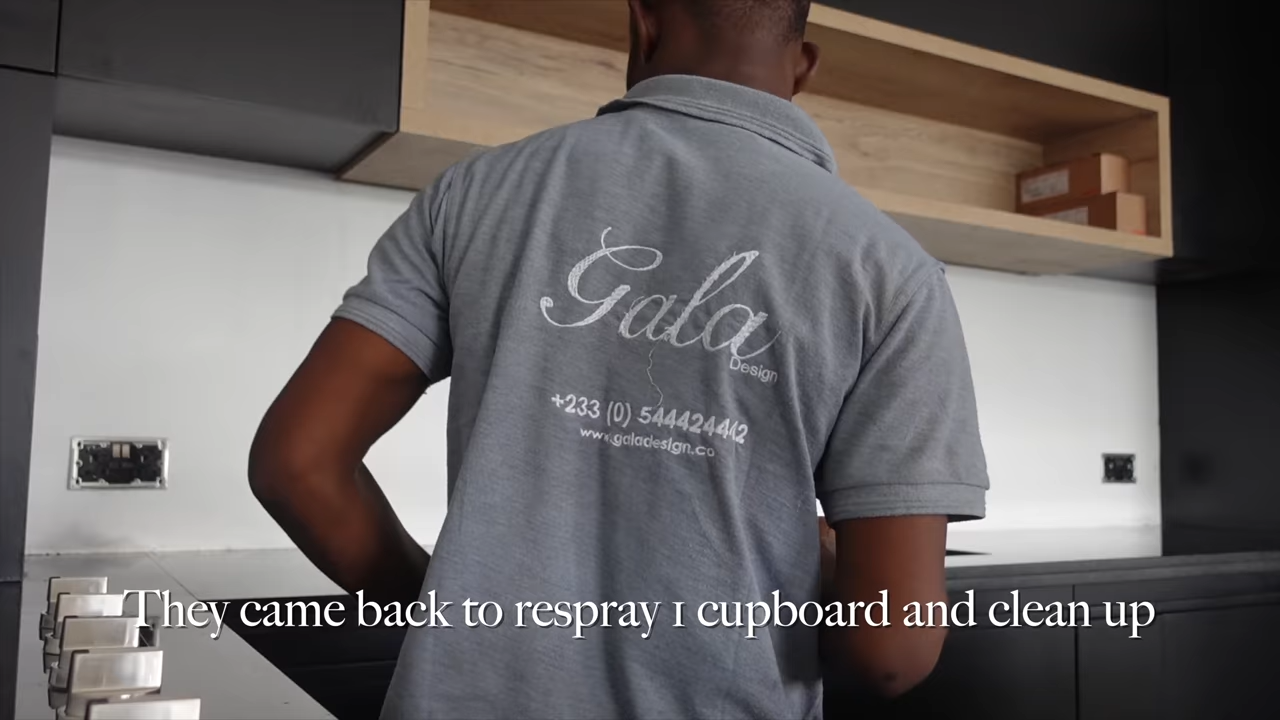 Gala
Design
+233 (0) 544424442
www.galadesign.co
They came back to respray 1 cupboard and clean up